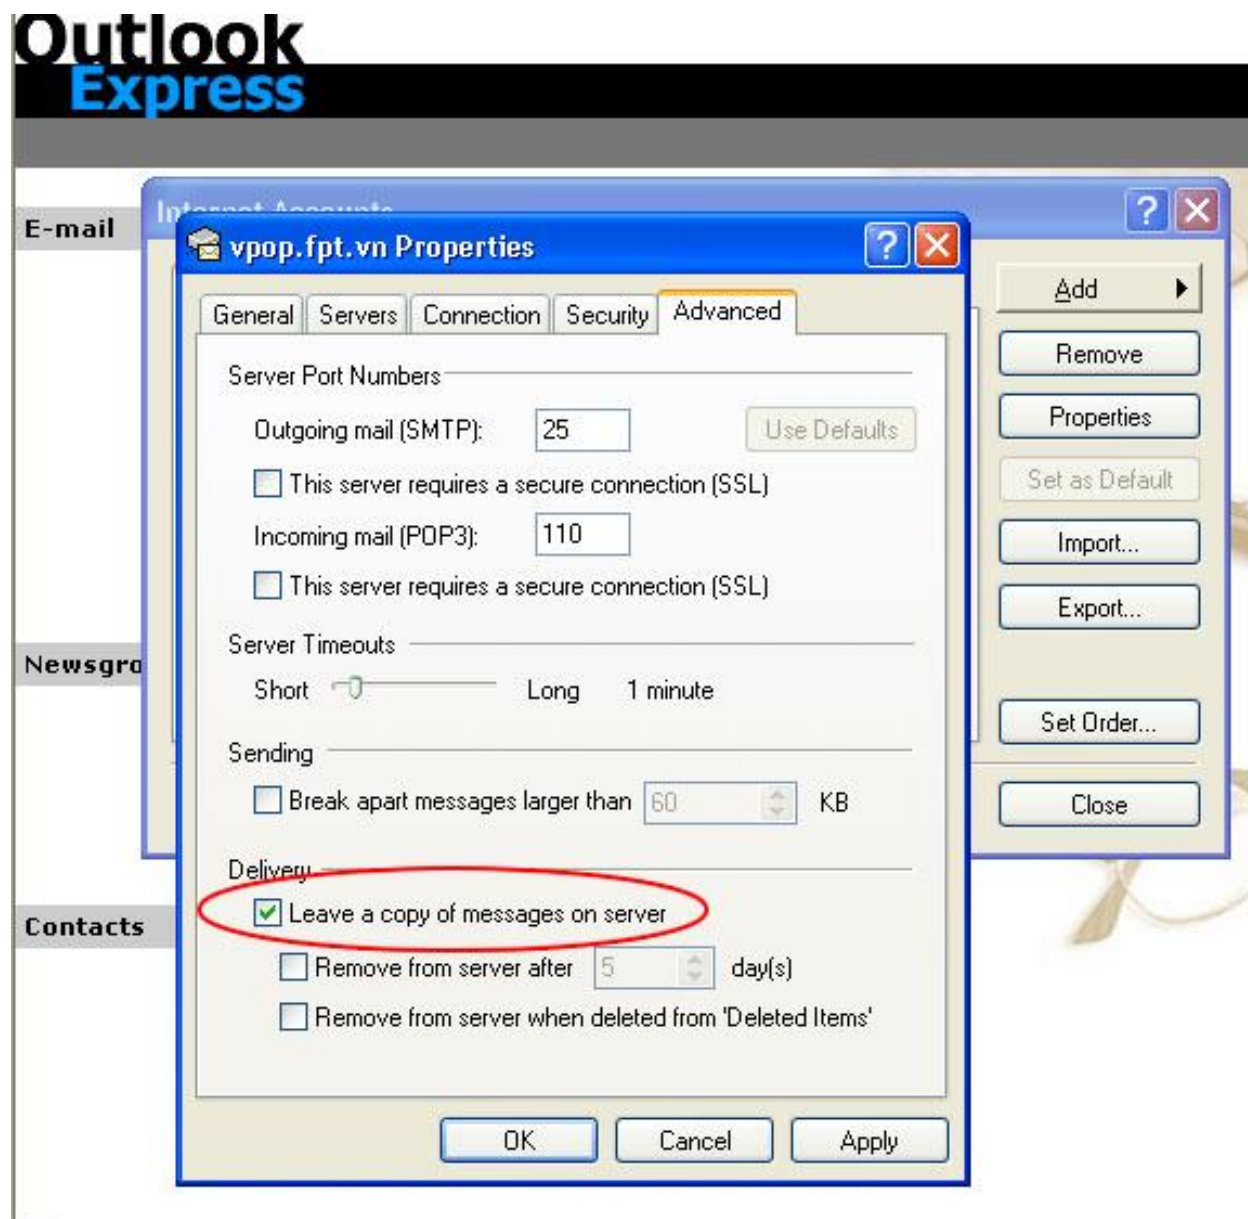 Outlook
Express
E-mail
Newsgro
Contacts
Internet Accounts
vpop.fpt.vn Properties
General Servers Connection Security Advanced
Server Port Numbers
Outgoing mail (SMTP): 25 Use Defaults
This server requires a secure connection (SSL)
Incoming mail (POP3): 110
This server requires a secure connection (SSL)
Server Timeouts
Short Long 1 minute
Sending
Break apart messages larger than 60 KB
Delivery
Leave a copy of messages on server
Remove from server after 5 day(s)
Remove from server when deleted from 'Deleted Items'
OK Cancel Apply
Add
Remove
Properties
Set as Default
Import...
Export...
Set Order...
Close